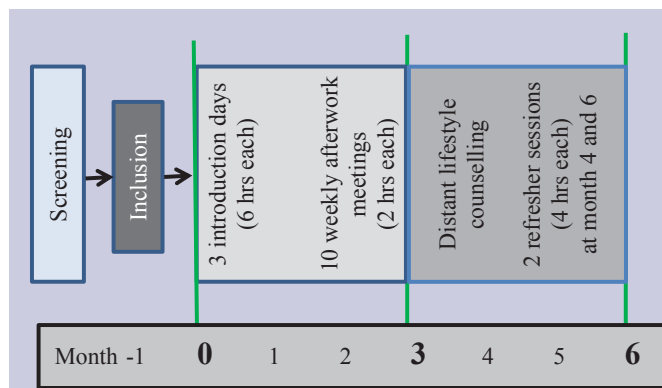 Screening
Inclusion
3 introduction days
(6 hrs each)
10 weekly afterwork
meetings
(2 hrs each)
Distant lifestyle
counselling
2 refresher sessions
(4 hrs each)
at month 4 and 6
Month -1 0 1 2 3 4 5 6